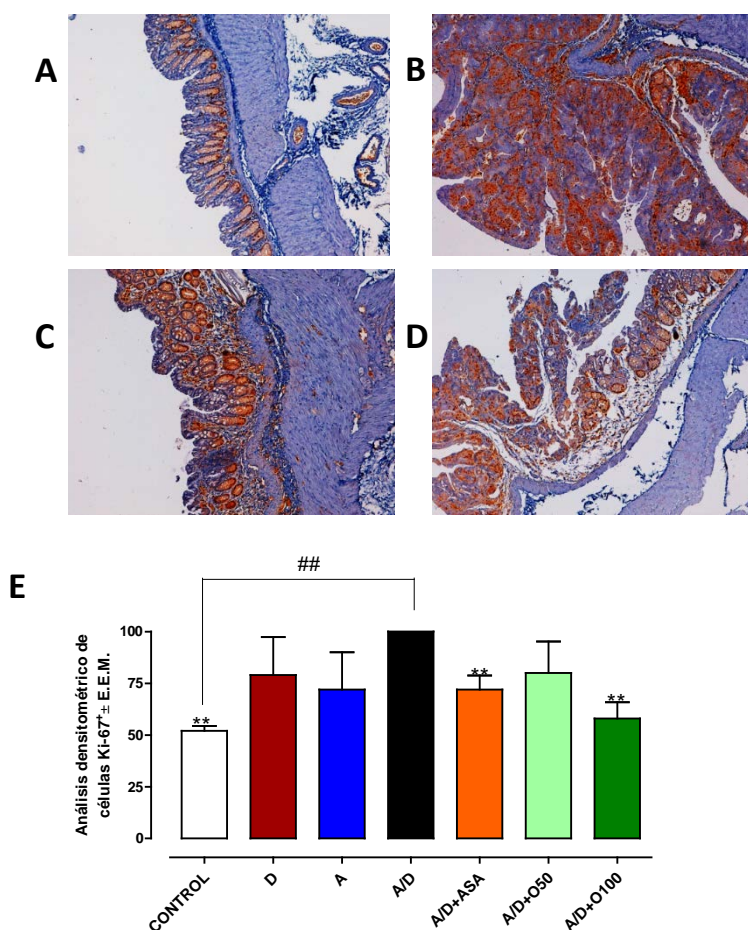 A
B
C
D
E
##
Análisis densitométrico de
células Ki-67⁺± E.E.M.
100
75
50
25
0
**
**
**
CONTROL
D
A
A/D
A/D+ASA
A/D+O50
A/D+O100